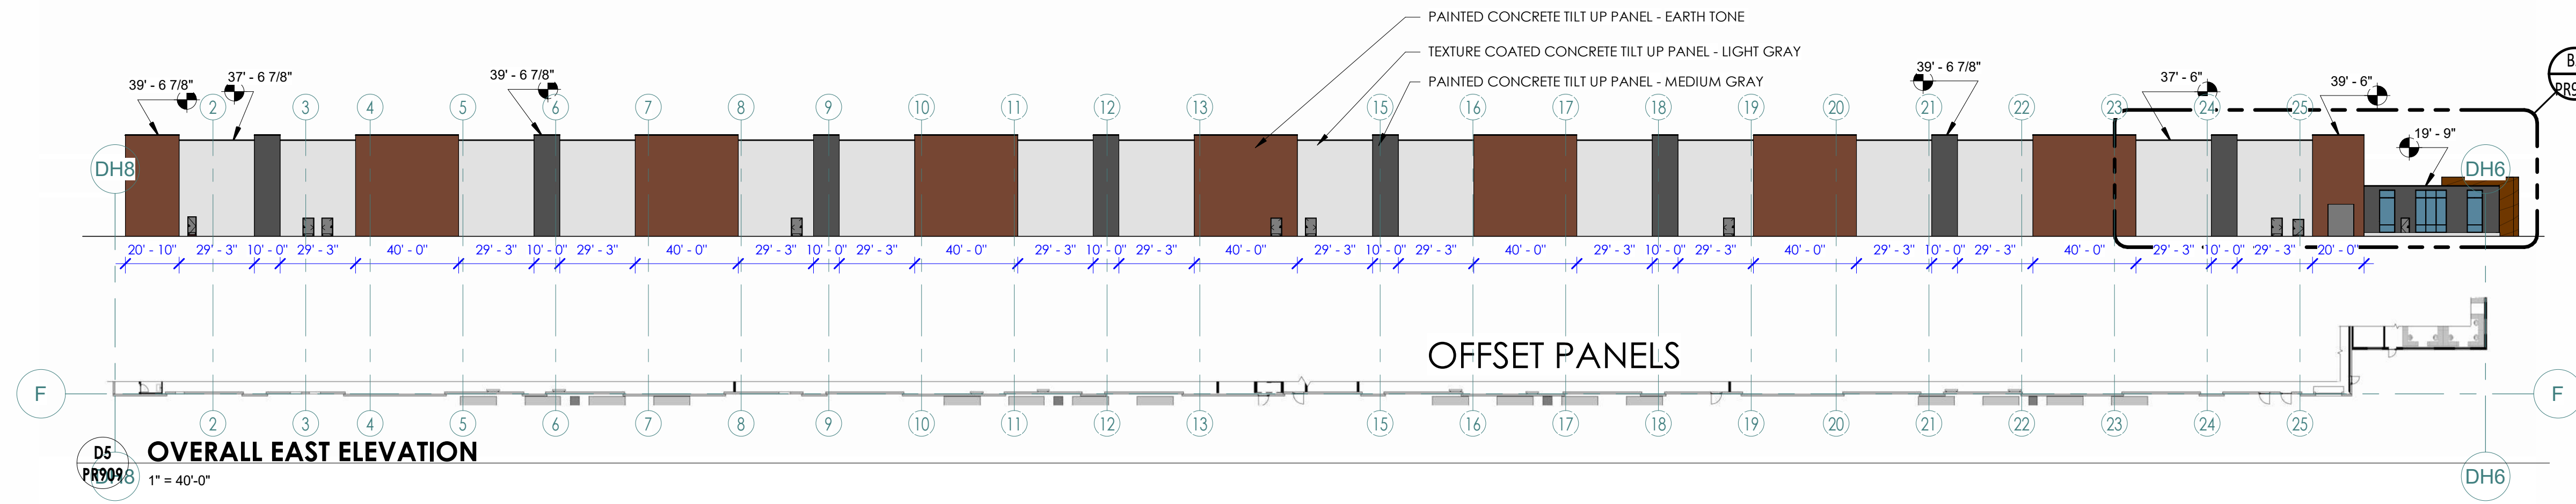 PAINTED CONCRETE TILT UP PANEL - EARTH TONE
TEXTURE COATED CONCRETE TILT UP PANEL - LIGHT GRAY
PAINTED CONCRETE TILT UP PANEL - MEDIUM GRAY
39' - 6 7/8" 37' - 6 7/8" 39' - 6 7/8" 39' - 6 7/8" 37' - 6" 39' - 6"
19' - 9"
2 3 4 5 6 7 8 9 10 11 12 13 15 16 17 18 19 20 21 22 23 24 25
DH8 DH6
20' - 10" 29' - 3" 10' - 0" 29' - 3" 40' - 0" 29' - 3" 10' - 0" 29' - 3" 40' - 0" 29' - 3" 10' - 0" 29' - 3" 40' - 0" 29' - 3" 10' - 0" 29' - 3" 40' - 0" 29' - 3" 10' - 0" 29' - 3" 40' - 0" 29' - 3" 10' - 0" 29' - 3" 40' - 0" 29' - 3" 10' - 0" 29' - 3" 40' - 0" 29' - 3" 10' - 0" 29' - 3" 20' - 0"
OFFSET PANELS
F F
2 3 4 5 6 7 8 9 10 11 12 13 15 16 17 18 19 20 21 22 23 24 25
D5 OVERALL EAST ELEVATION
PR909 DH8 1" = 40'-0" DH6